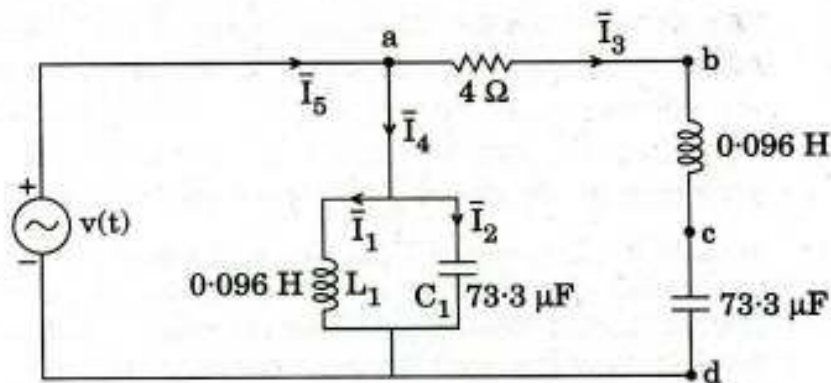 a
Ī₃
b
Ī₅
4 Ω
Ī₄
0·096 H
+
v(t)
−
Ī₁
Ī₂
c
0·096 H
L₁
C₁
73·3 μF
73·3 μF
d